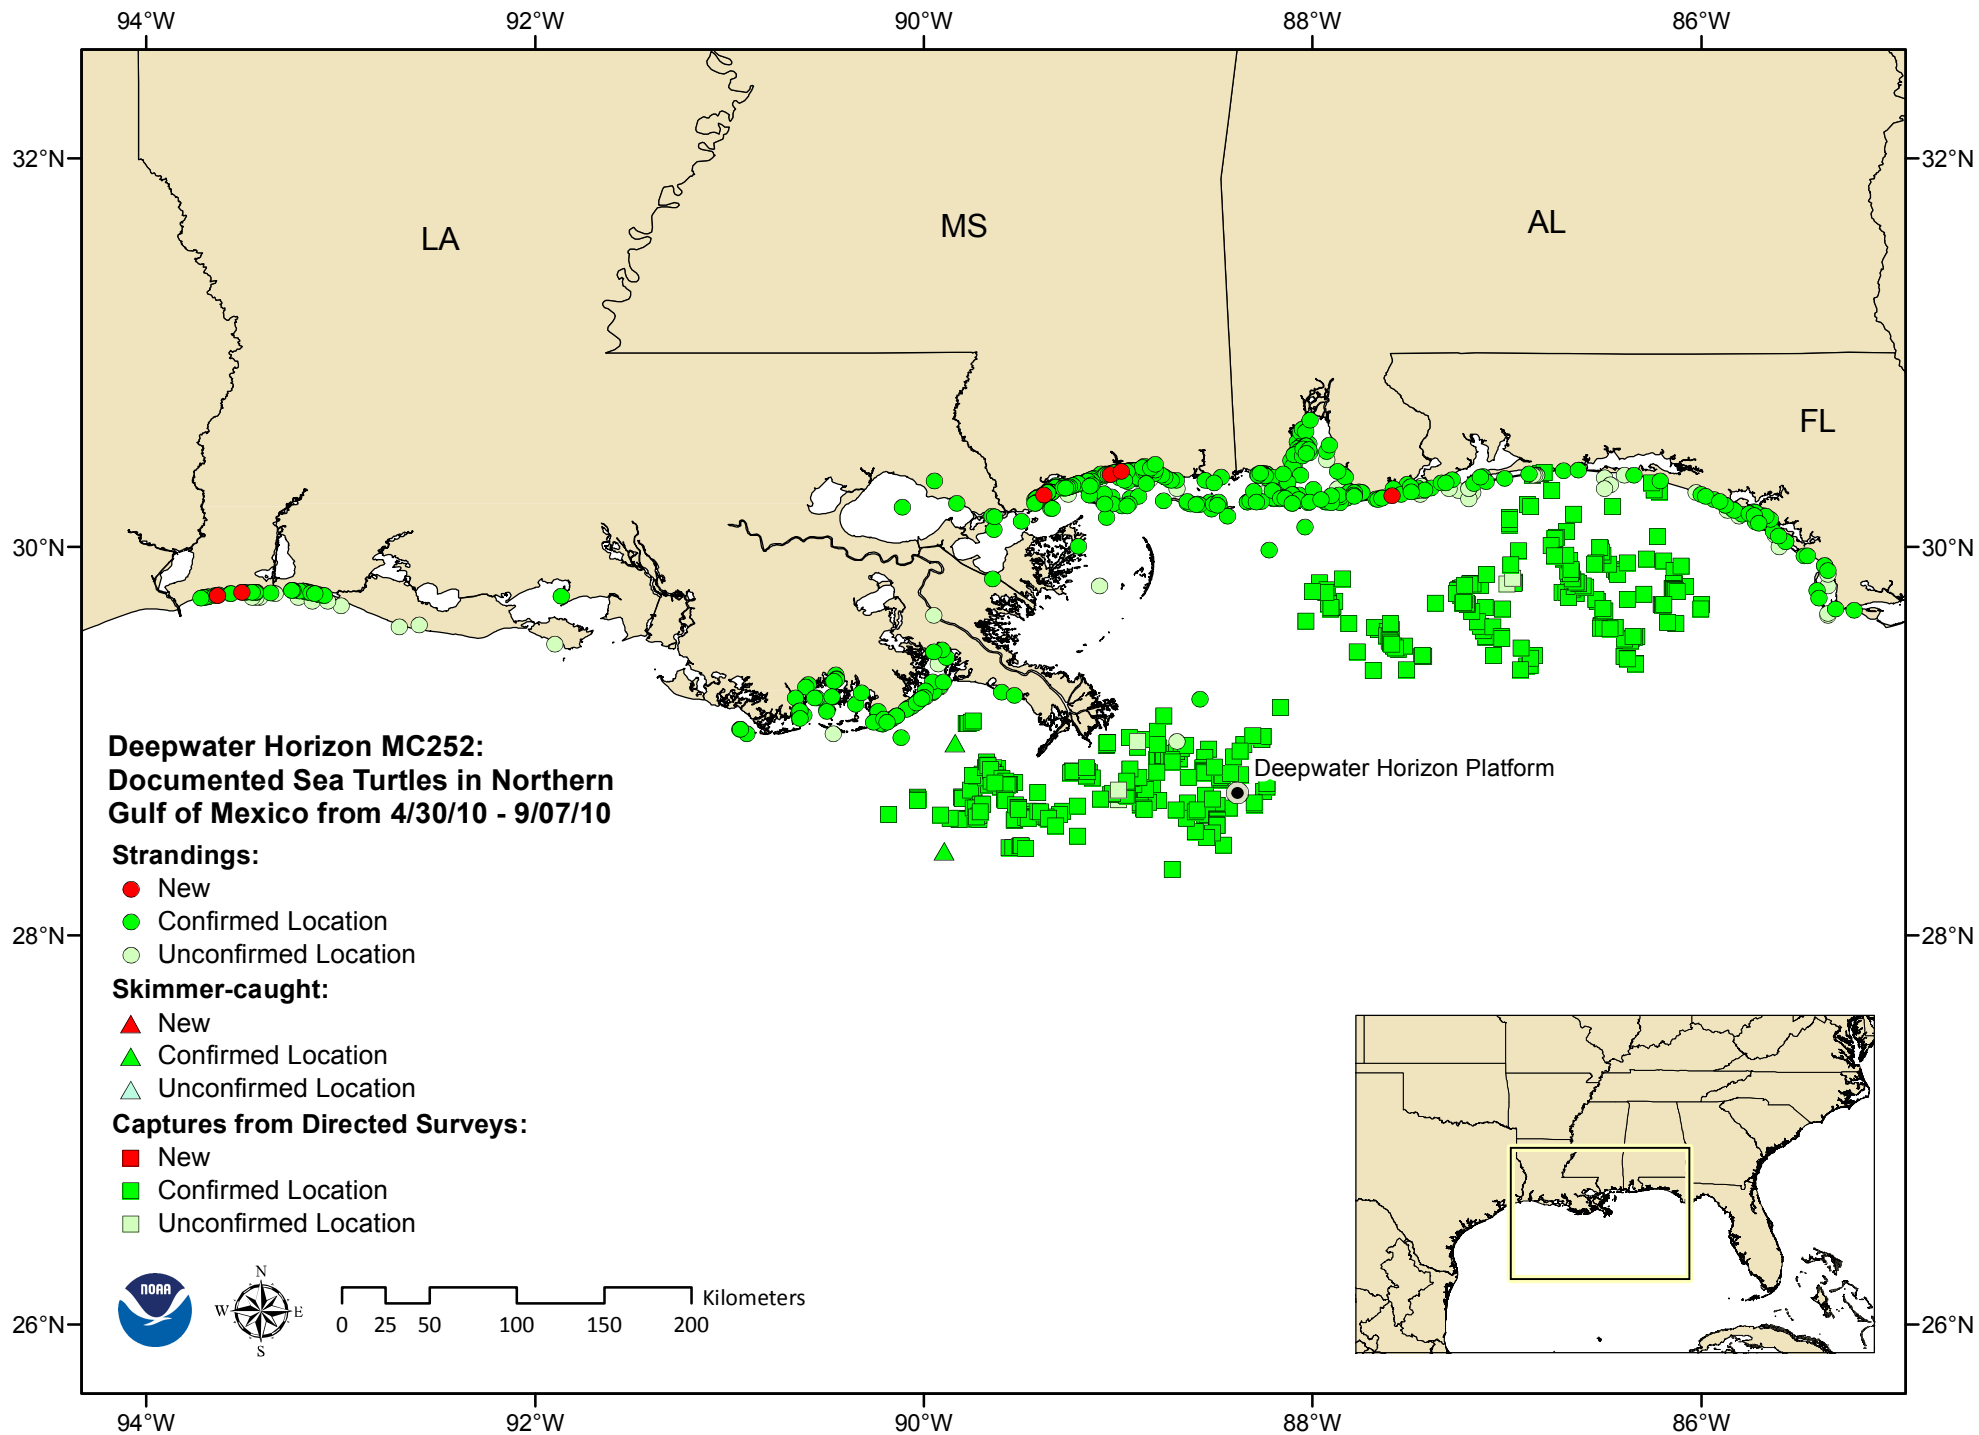 94°W 92°W 90°W 88°W 86°W
32°N 32°N
LA MS AL
FL
30°N 30°N
Deepwater Horizon Platform
Deepwater Horizon MC252:
Documented Sea Turtles in Northern
Gulf of Mexico from 4/30/10 - 9/07/10
Strandings:
New
Confirmed Location
Unconfirmed Location
28°N 28°N
Skimmer-caught:
New
Confirmed Location
Unconfirmed Location
Captures from Directed Surveys:
New
Confirmed Location
Unconfirmed Location
NOAA
N
W E
S
Kilometers
0 25 50 100 150 200
26°N 26°N
94°W 92°W 90°W 88°W 86°W